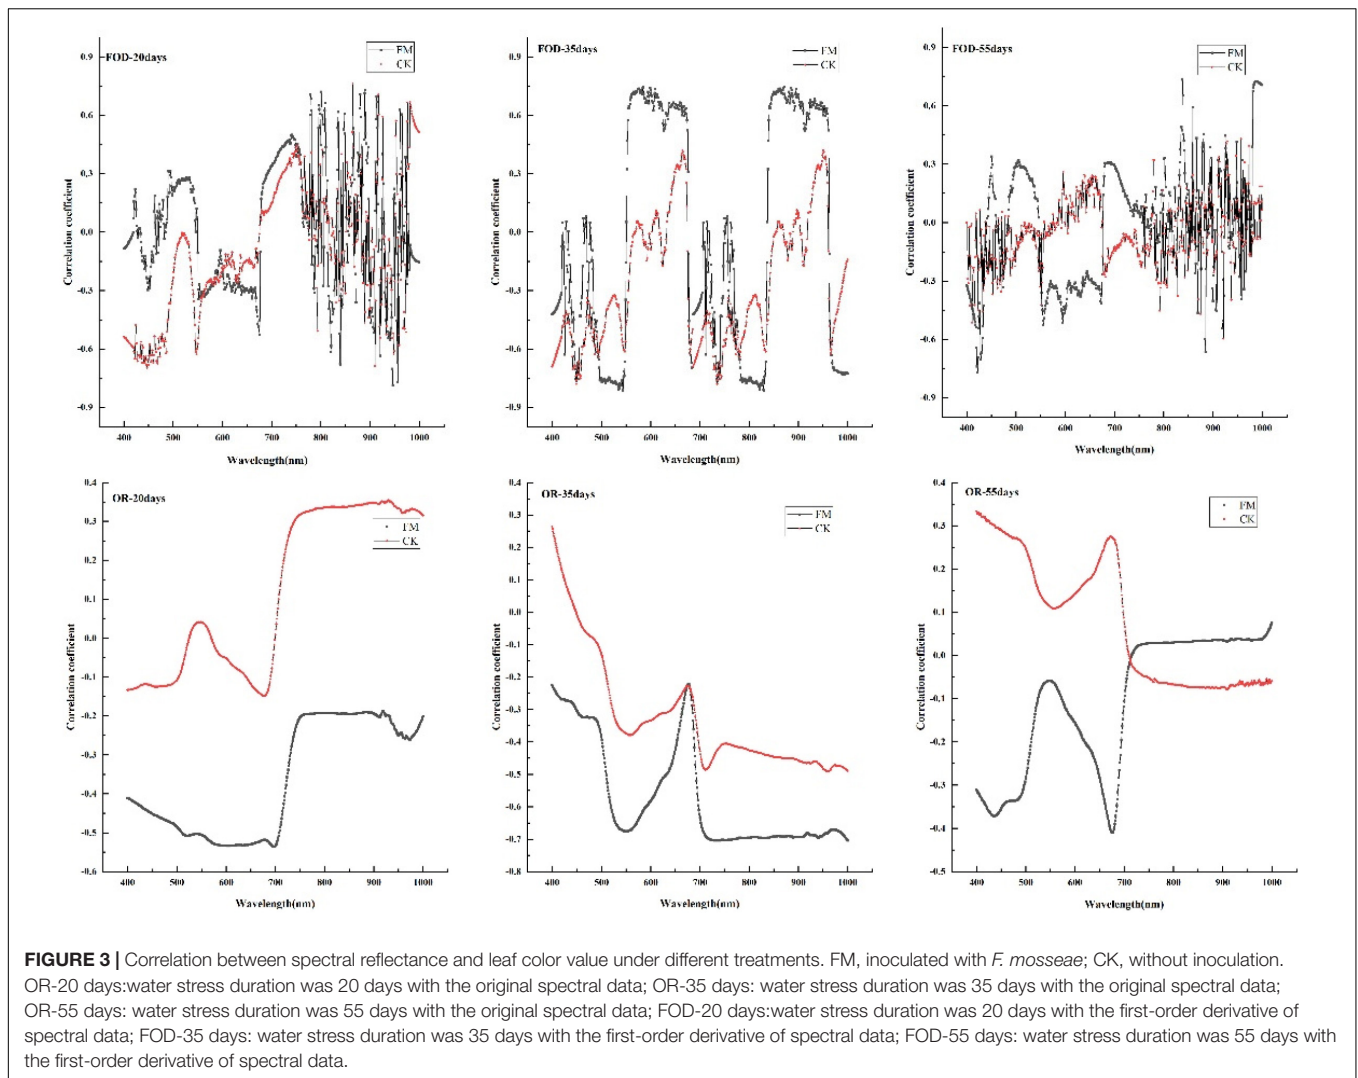 FOD-20days
FM
CK
Correlation coefficient
0.9
0.6
0.3
0.0
-0.3
-0.6
-0.9
400 500 600 700 800 900 1000
Wavelength(nm)
FOD-35days
FM
CK
Correlation coefficient
0.9
0.6
0.3
0.0
-0.3
-0.6
-0.9
400 500 600 700 800 900 1000
Wavelength(nm)
FOD-55days
FM
CK
Correlation coefficient
0.9
0.6
0.3
0.0
-0.3
-0.6
-0.9
400 500 600 700 800 900 1000
Wavelength(nm)
OR-20days
FM
CK
Correlation coefficient
0.4
0.3
0.2
0.1
0.0
-0.1
-0.2
-0.3
-0.4
-0.5
-0.6
400 500 600 700 800 900 1000
Wavelength(nm)
OR-35days
FM
CK
Correlation coefficient
0.4
0.3
0.2
0.1
0.0
-0.1
-0.2
-0.3
-0.4
-0.5
-0.6
-0.7
-0.8
400 500 600 700 800 900 1000
Wavelength(nm)
OR-55days
FM
CK
Correlation coefficient
0.4
0.3
0.2
0.1
0.0
-0.1
-0.2
-0.3
-0.4
-0.5
400 500 600 700 800 900 1000
Wavelength(nm)
FIGURE 3 | Correlation between spectral reflectance and leaf color value under different treatments. FM, inoculated with F. mosseae; CK, without inoculation.
OR-20 days:water stress duration was 20 days with the original spectral data; OR-35 days: water stress duration was 35 days with the original spectral data;
OR-55 days: water stress duration was 55 days with the original spectral data; FOD-20 days:water stress duration was 20 days with the first-order derivative of
spectral data; FOD-35 days: water stress duration was 35 days with the first-order derivative of spectral data; FOD-55 days: water stress duration was 55 days with
the first-order derivative of spectral data.